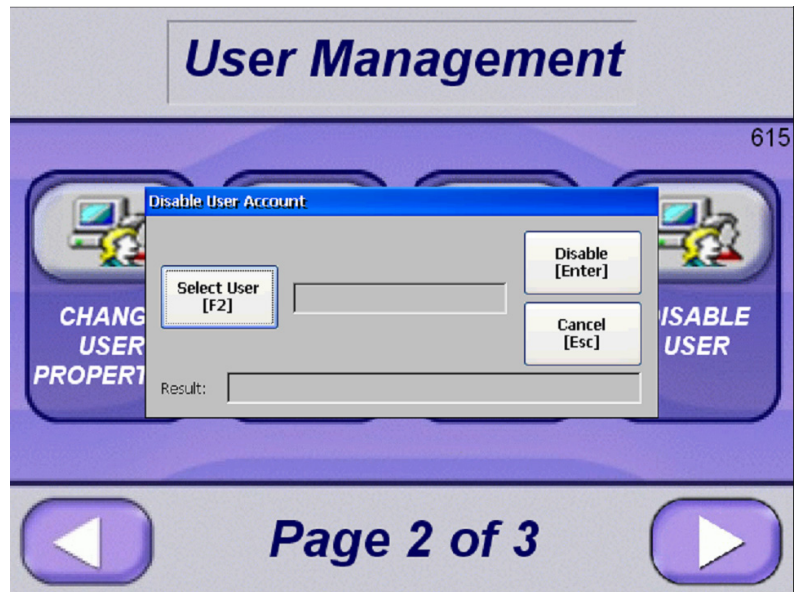 User Management
615
Disable User Account
Select User
[F2]
Disable
[Enter]
Cancel
[Esc]
Result:
CHANG
USER
PROPERT
ISABLE
USER
Page 2 of 3